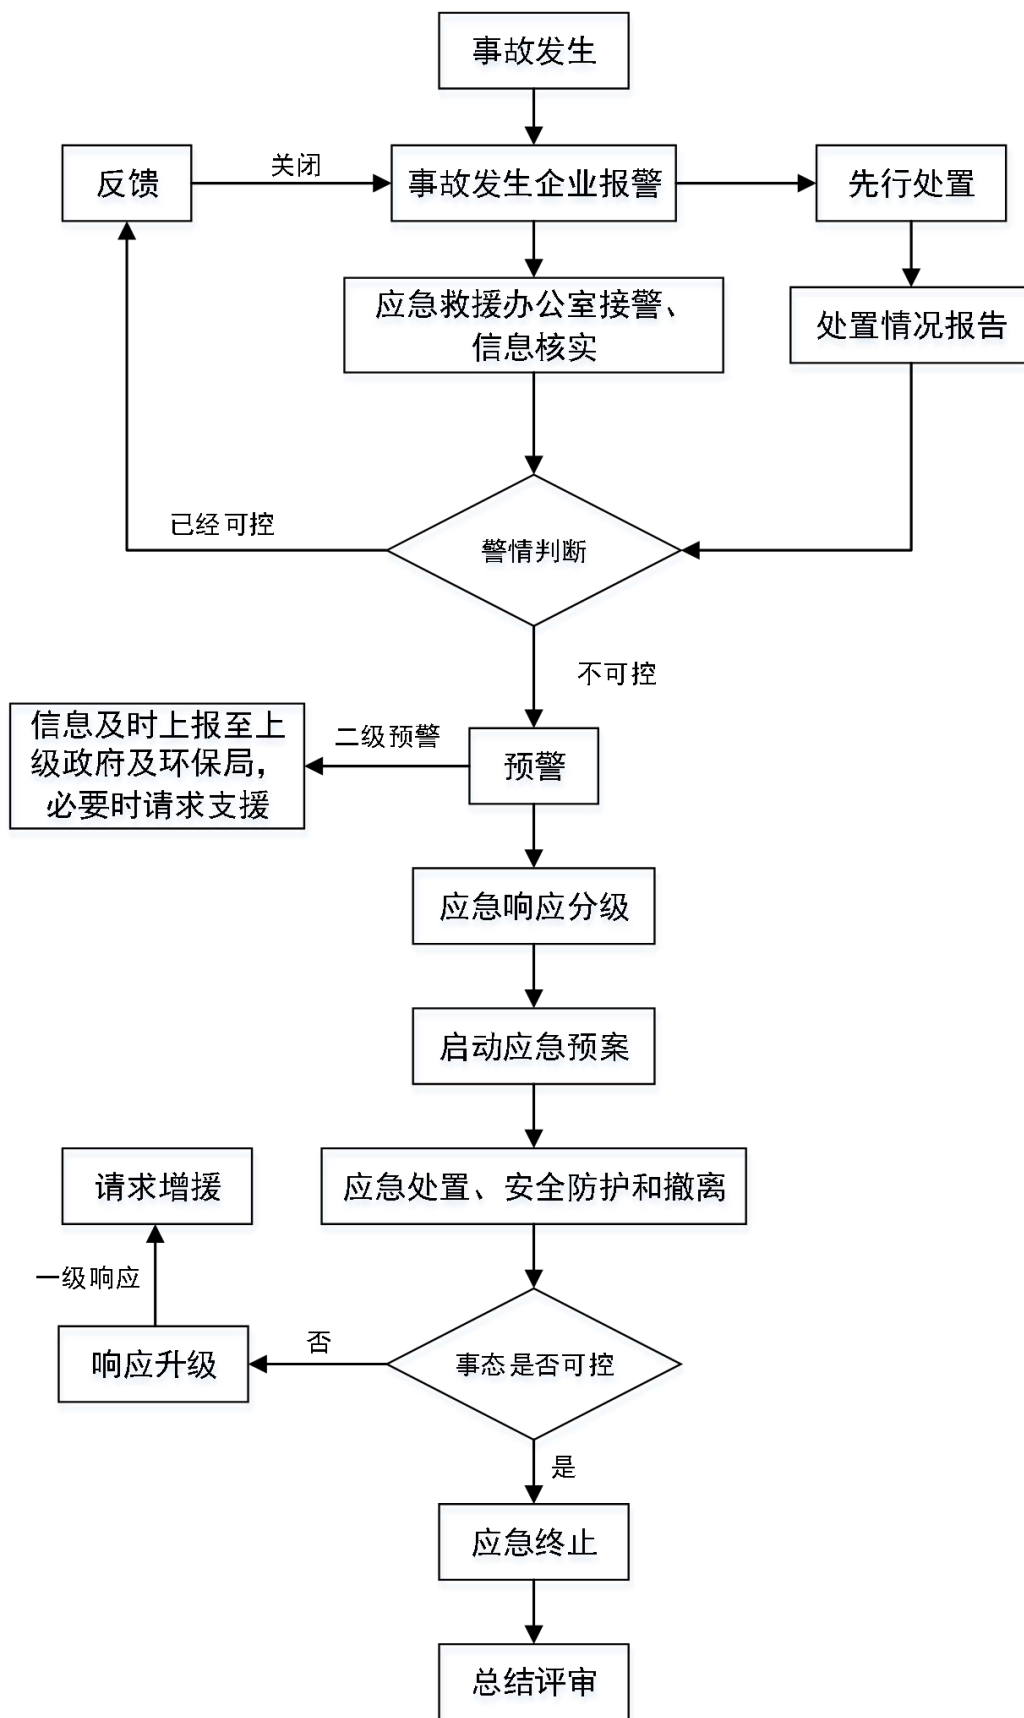 事故发生
反馈
关闭
事故发生企业报警
先行处置
应急救援办公室接警、
信息核实
处置情况报告
已经可控
警情判断
不可控
信息及时上报至上
级政府及环保局，
必要时请求支援
二级预警
预警
应急响应分级
启动应急预案
请求增援
应急处置、安全防护和撤离
一级响应
响应升级
否
事态是否可控
是
应急终止
总结评审